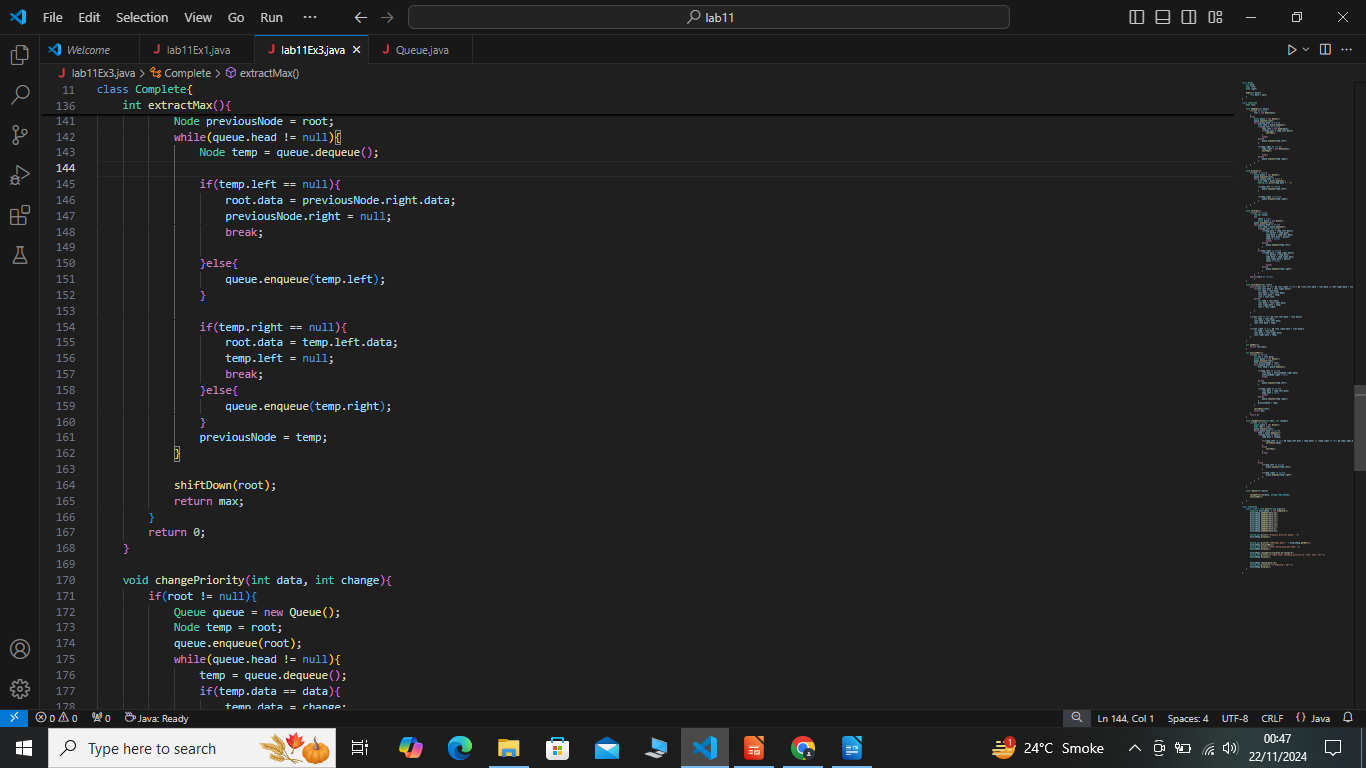 File Edit Selection View Go Run ··· lab11
Welcome lab11Ex1.java lab11Ex3.java Queue.java
lab11Ex3.java > Complete > extractMax()
11 class Complete{
136 int extractMax(){
141 Node previousNode = root;
142 while(queue.head != null){
143 Node temp = queue.dequeue();
144
145 if(temp.left == null){
146 root.data = previousNode.right.data;
147 previousNode.right = null;
148 break;
149
150 }else{
151 queue.enqueue(temp.left);
152 }
153
154 if(temp.right == null){
155 root.data = temp.left.data;
156 temp.left = null;
157 break;
158 }else{
159 queue.enqueue(temp.right);
160 }
161 previousNode = temp;
162 }
163
164 shiftDown(root);
165 return max;
166 }
167 return 0;
168 }
169
170 void changePriority(int data, int change){
171 if(root != null){
172 Queue queue = new Queue();
173 Node temp = root;
174 queue.enqueue(root);
175 while(queue.head != null){
176 temp = queue.dequeue();
177 if(temp.data == data){
178 temp.data = change;
0 0 0 Java: Ready Ln 144, Col 1 Spaces: 4 UTF-8 CRLF {} Java
Type here to search 1 24°C Smoke 00:47
22/11/2024